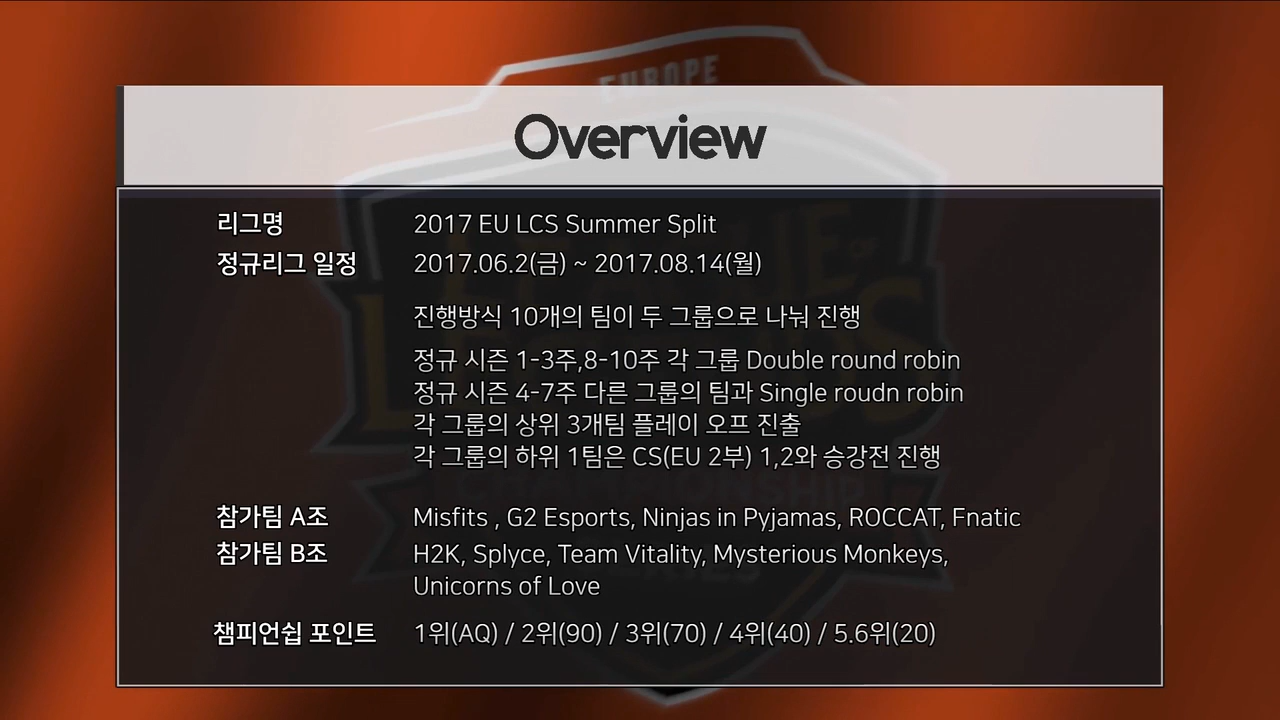 EUROPE
Overview
리그명 2017 EU LCS Summer Split
정규리그 일정 2017.06.2(금) ~ 2017.08.14(월)
진행방식 10개의 팀이 두 그룹으로 나눠 진행
정규 시즌 1-3주,8-10주 각 그룹 Double round robin
정규 시즌 4-7주 다른 그룹의 팀과 Single roudn robin
각 그룹의 상위 3개팀 플레이 오프 진출
각 그룹의 하위 1팀은 CS(EU 2부) 1,2와 승강전 진행
참가팀 A조 Misfits , G2 Esports, Ninjas in Pyjamas, ROCCAT, Fnatic
참가팀 B조 H2K, Splyce, Team Vitality, Mysterious Monkeys,
Unicorns of Love
챔피언쉽 포인트 1위(AQ) / 2위(90) / 3위(70) / 4위(40) / 5.6위(20)